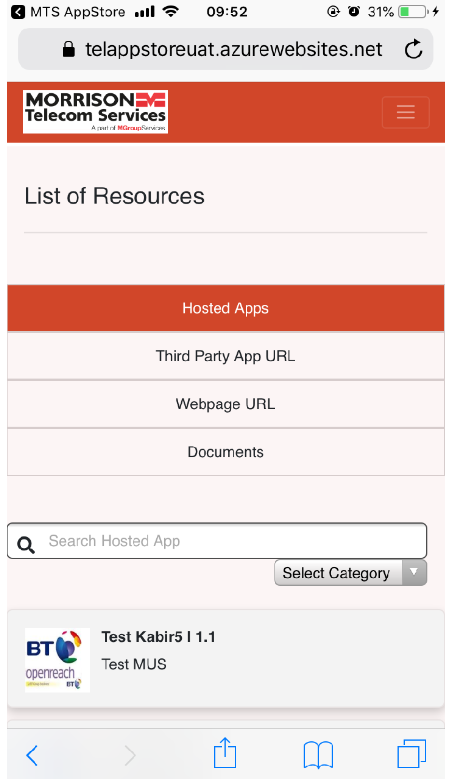 MTS AppStore 09:52 31%
telappstoreuat.azurewebsites.net
MORRISON
Telecom Services
A part of MGroupServices
List of Resources
Hosted Apps
Third Party App URL
Webpage URL
Documents
Search Hosted App
Select Category
Test Kabir5 l 1.1
Test MUS
BT
openreach
BT